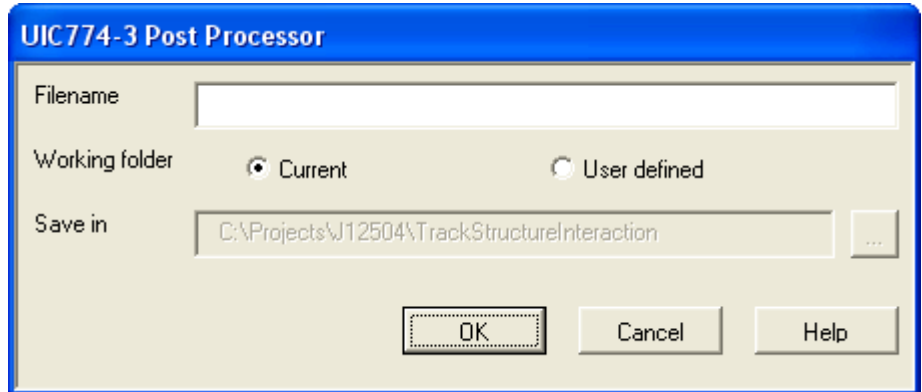 UIC774-3 Post Processor
Filename
Working folder Current User defined
Save in C:\Projects\J12504\TrackStructureInteraction ...
OK Cancel Help